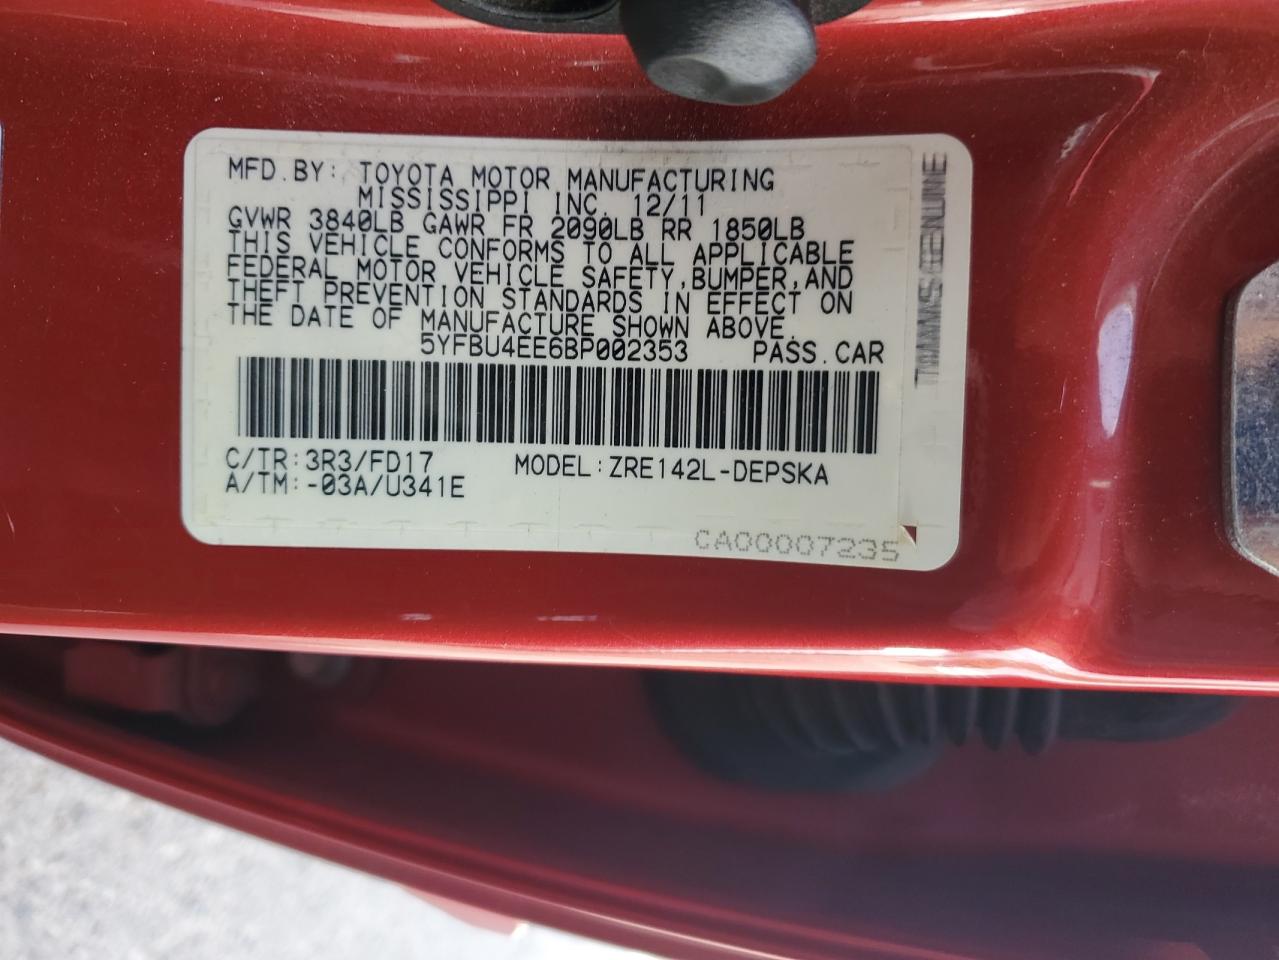 MFD.BY: TOYOTA MOTOR MANUFACTURING
MISSISSIPPI INC. 12/11
GVWR 3840LB GAWR FR 2090LB RR 1850LB
THIS VEHICLE CONFORMS TO ALL APPLICABLE
FEDERAL MOTOR VEHICLE SAFETY,BUMPER,AND
THEFT PREVENTION STANDARDS IN EFFECT ON
THE DATE OF MANUFACTURE SHOWN ABOVE.
5YFBU4EE6BP002353 PASS.CAR
C/TR:3R3/FD17 MODEL:ZRE142L-DEPSKA
A/TM:-03A/U341E
CA00007235
TMMMS GENUINE